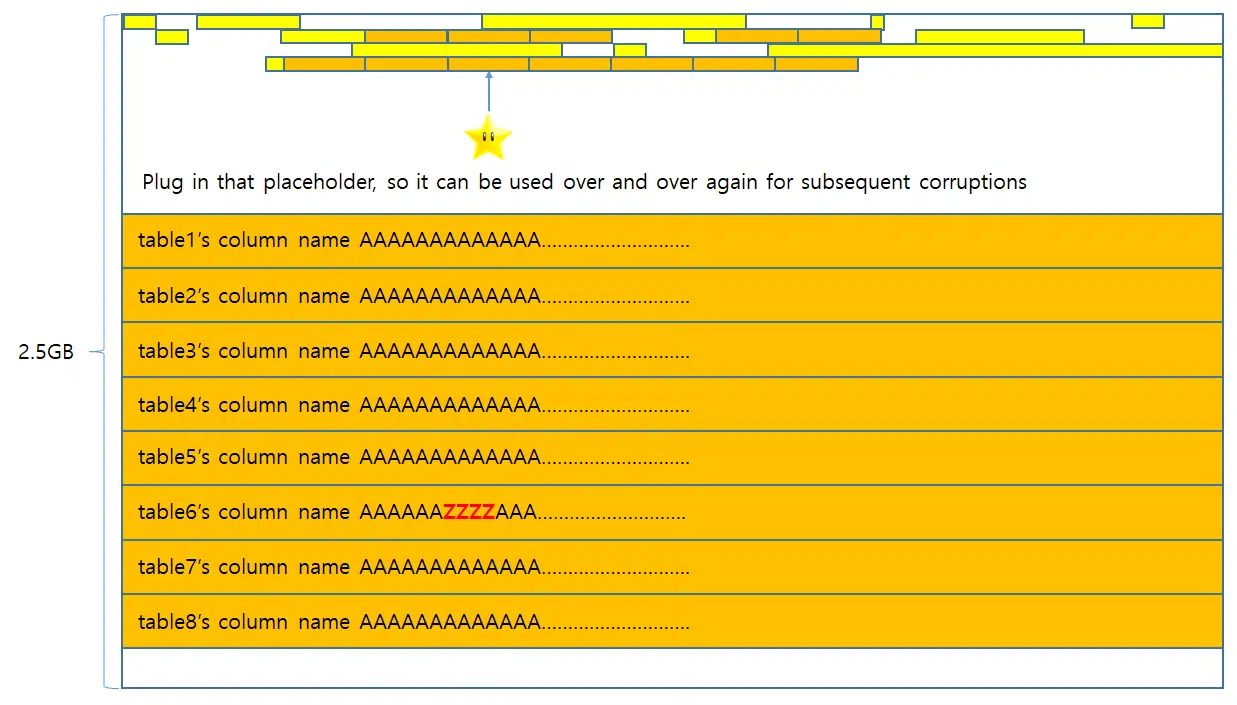 Plug in that placeholder, so it can be used over and over again for subsequent corruptions
table1's column name AAAAAAAAAAAAA............................
table2's column name AAAAAAAAAAAAA............................
table3's column name AAAAAAAAAAAAA............................
table4's column name AAAAAAAAAAAAA............................
2.5GB
table5's column name AAAAAAAAAAAAA............................
table6's column name AAAAAAZZZZAAA............................
table7's column name AAAAAAAAAAAAA............................
table8's column name AAAAAAAAAAAAA............................